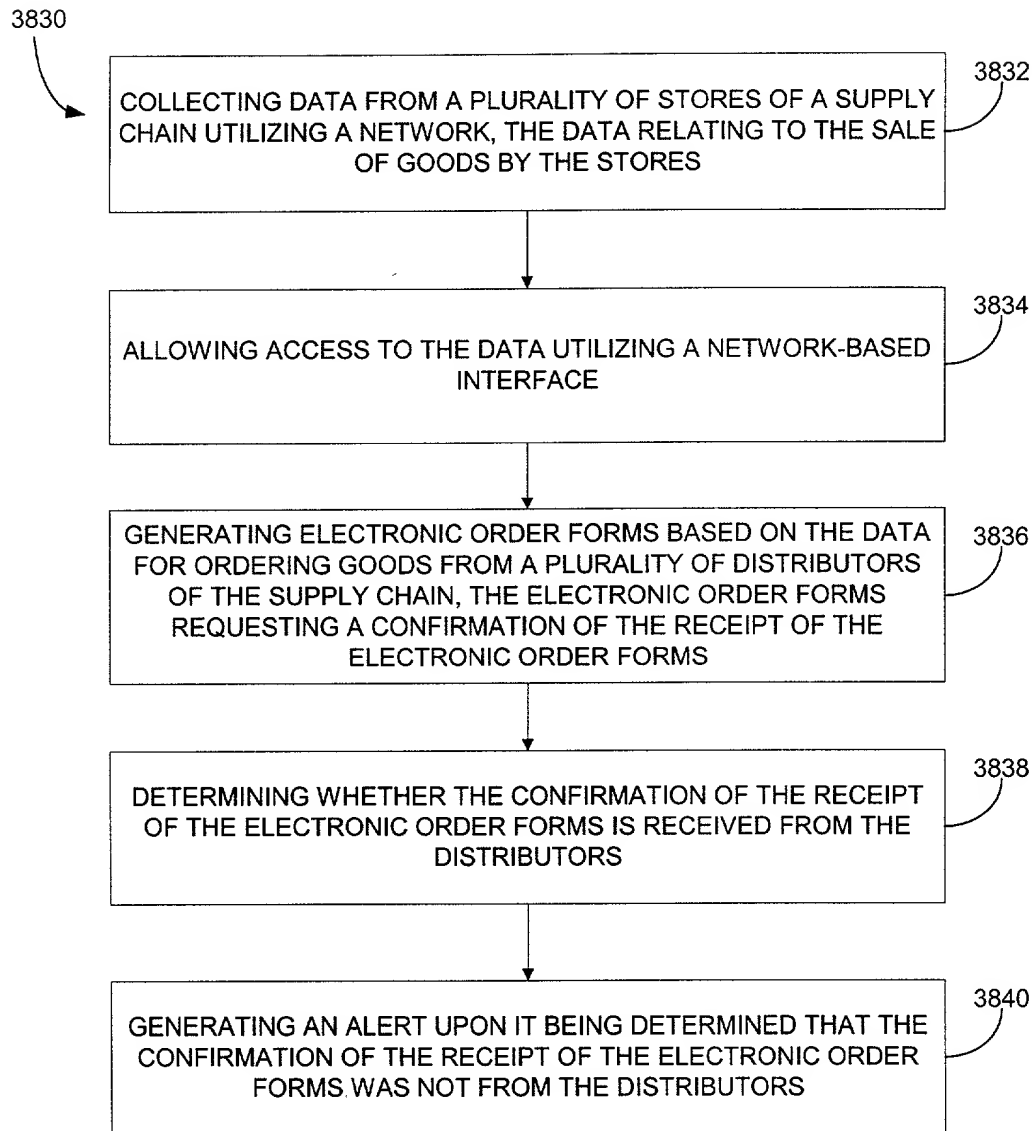 3830
3832
COLLECTING DATA FROM A PLURALITY OF STORES OF A SUPPLY
CHAIN UTILIZING A NETWORK, THE DATA RELATING TO THE SALE
OF GOODS BY THE STORES
3834
ALLOWING ACCESS TO THE DATA UTILIZING A NETWORK-BASED
INTERFACE
3836
GENERATING ELECTRONIC ORDER FORMS BASED ON THE DATA
FOR ORDERING GOODS FROM A PLURALITY OF DISTRIBUTORS
OF THE SUPPLY CHAIN, THE ELECTRONIC ORDER FORMS
REQUESTING A CONFIRMATION OF THE RECEIPT OF THE
ELECTRONIC ORDER FORMS
3838
DETERMINING WHETHER THE CONFIRMATION OF THE RECEIPT
OF THE ELECTRONIC ORDER FORMS IS RECEIVED FROM THE
DISTRIBUTORS
3840
GENERATING AN ALERT UPON IT BEING DETERMINED THAT THE
CONFIRMATION OF THE RECEIPT OF THE ELECTRONIC ORDER
FORMS WAS NOT FROM THE DISTRIBUTORS